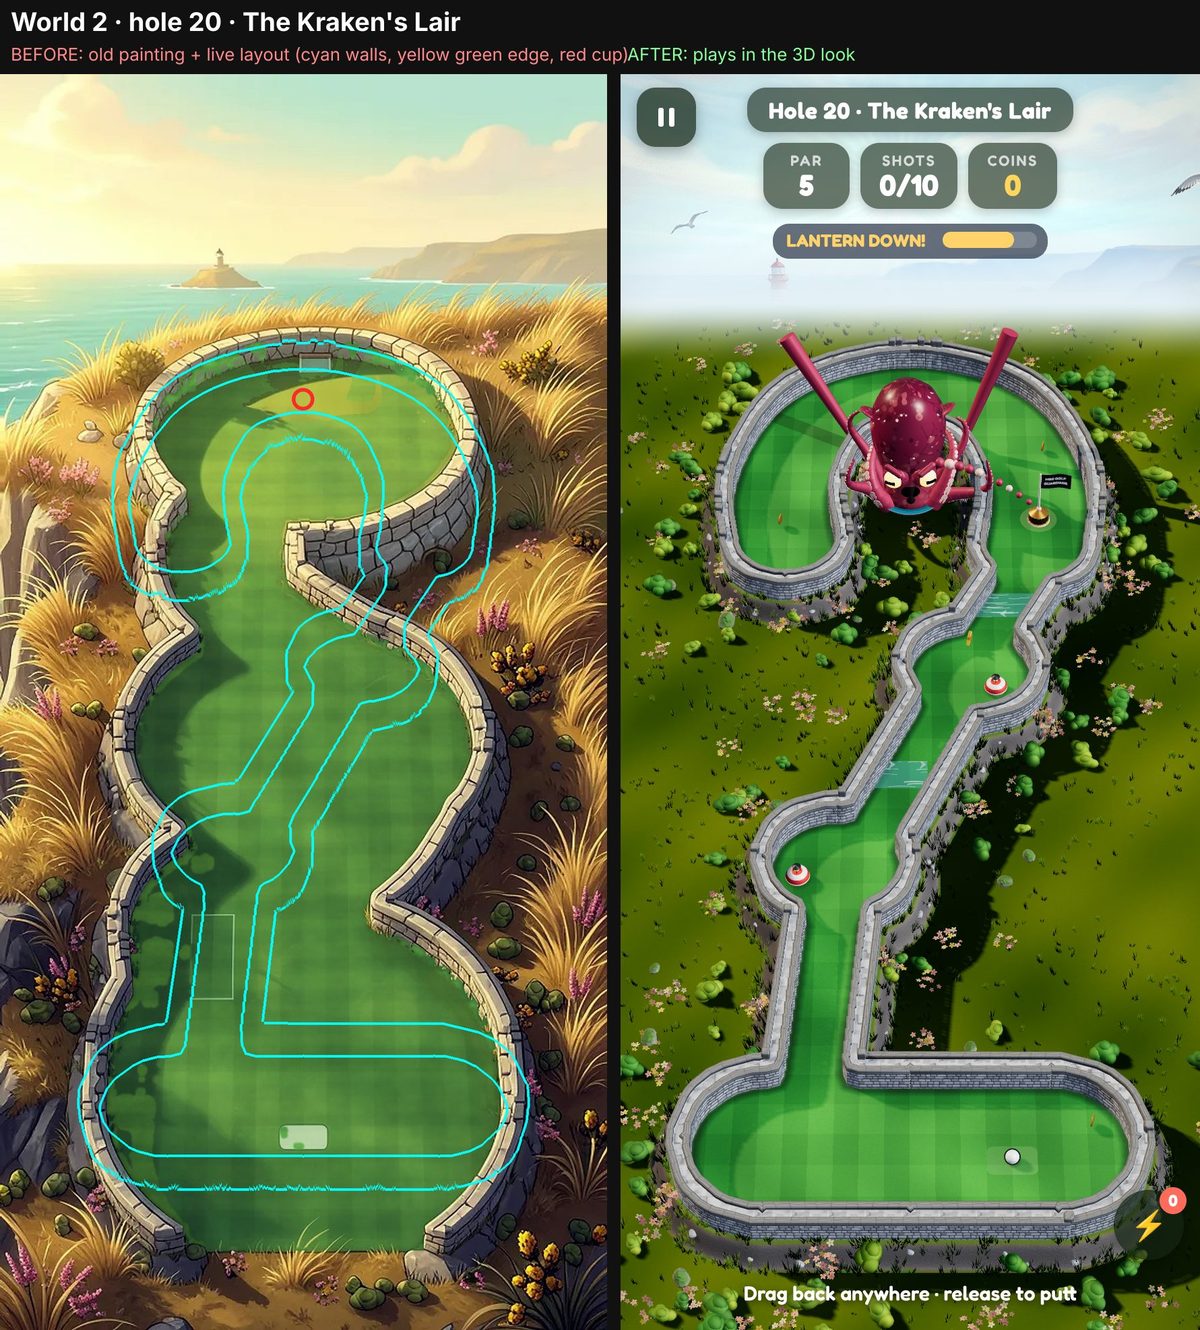 World 2 · hole 20 · The Kraken's Lair
BEFORE: old painting + live layout (cyan walls, yellow green edge, red cup)AFTER: plays in the 3D look
Hole 20 · The Kraken's Lair
PAR
5
SHOTS
0/10
COINS
0
LANTERN DOWN!
0
Drag back anywhere · release to putt